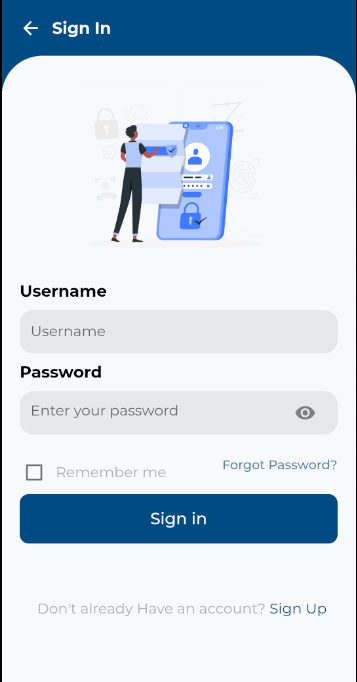 Sign In
Username
Username
Password
Enter your password
Remember me
Forgot Password?
Sign in
Don't already Have an account? Sign Up